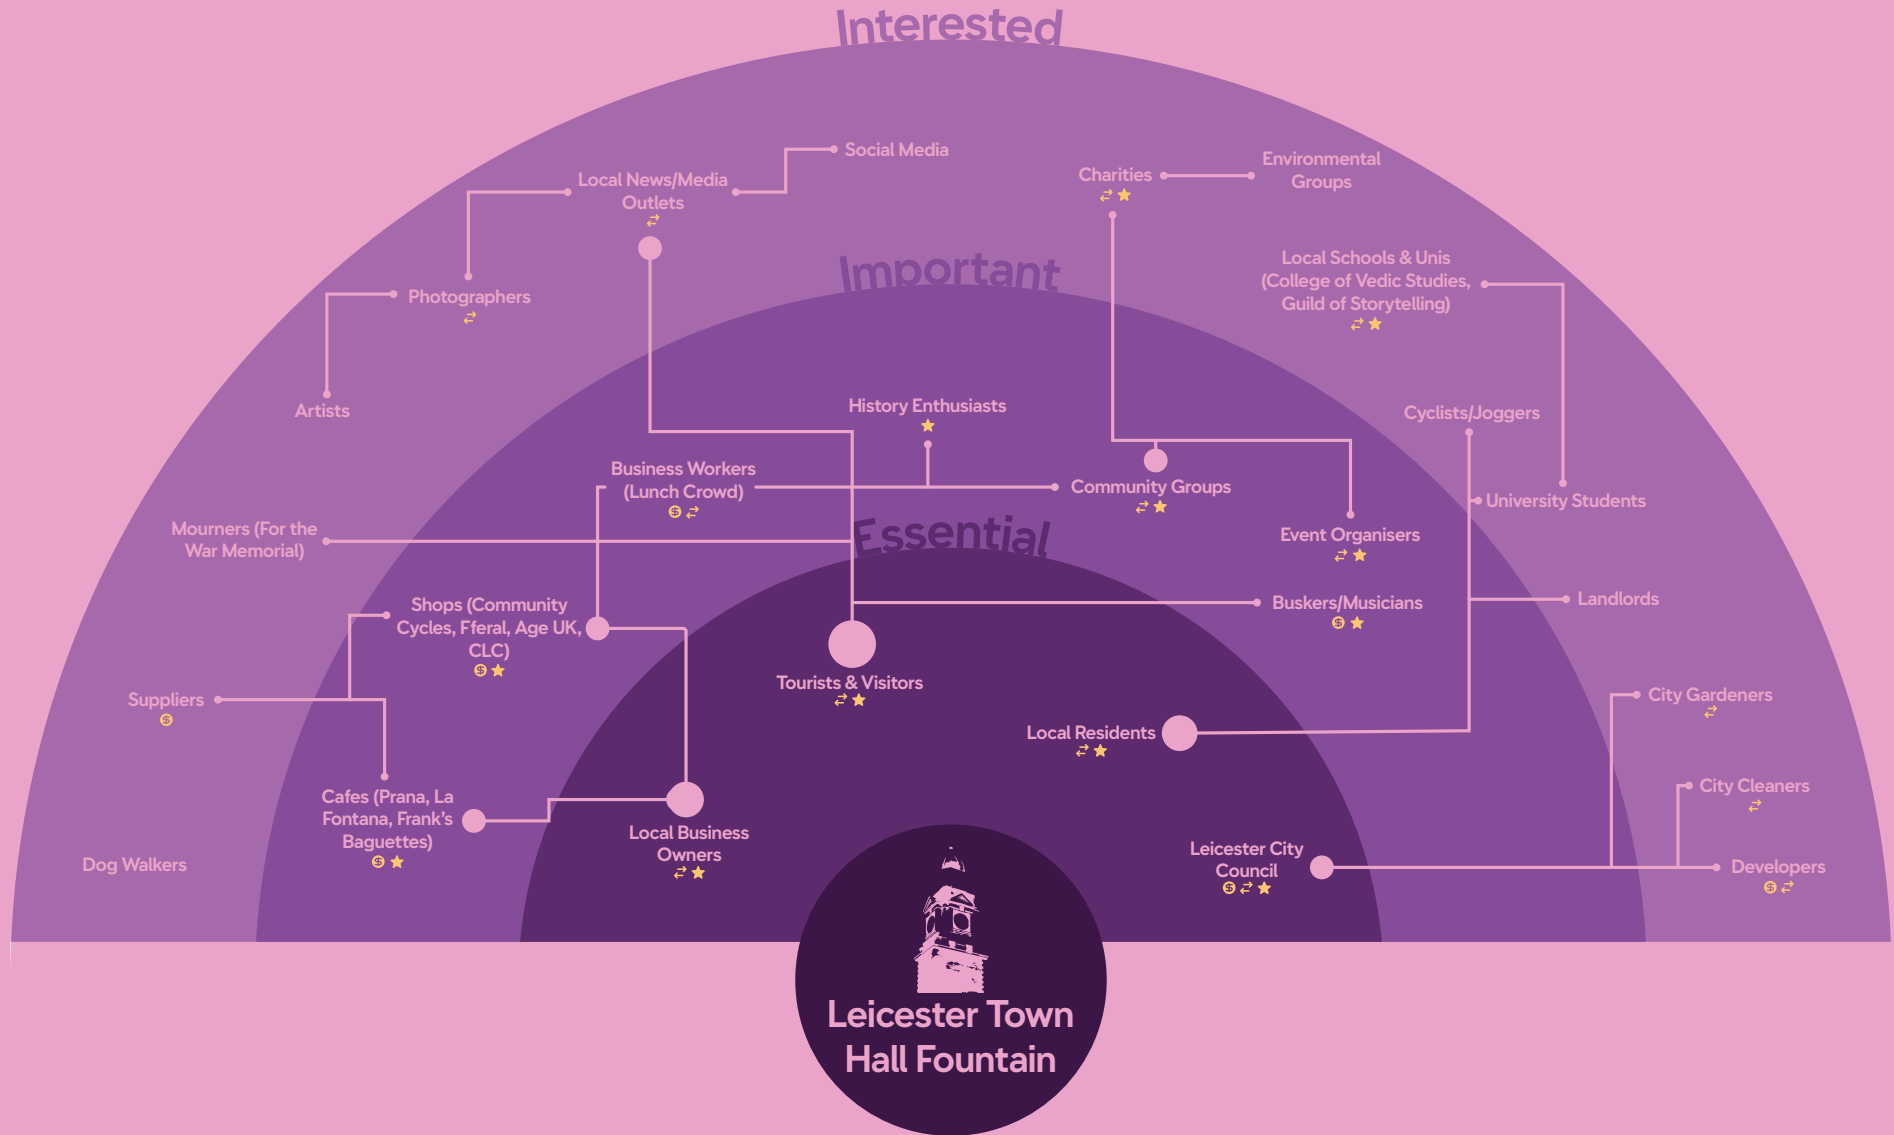 Interested
Social Media
Local News/Media
Outlets
Charities
Environmental
Groups
Important
Local Schools & Unis
(College of Vedic Studies,
Guild of Storytelling)
Photographers
Artists
History Enthusiasts
Cyclists/Joggers
Business Workers
(Lunch Crowd)
Community Groups
University Students
Mourners (For the
War Memorial)
Essential
Event Organisers
Shops (Community
Cycles, Fferal, Age UK,
CLC)
Buskers/Musicians
Landlords
Suppliers
Tourists & Visitors
City Gardeners
Local Residents
Cafes (Prana, La
Fontana, Frank's
Baguettes)
City Cleaners
Local Business
Owners
Dog Walkers
Leicester City
Council
Developers
Leicester Town
Hall Fountain